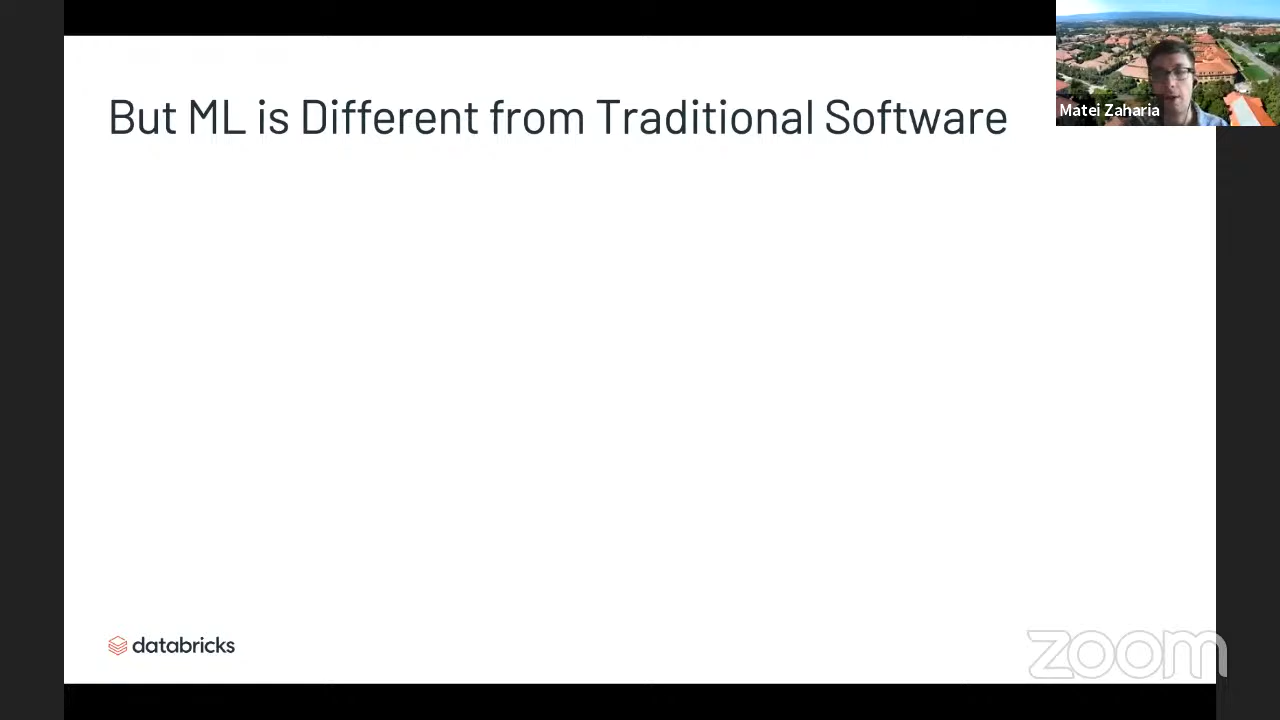 But ML is Different from Traditional Software
Matei Zaharia
databricks
zoom